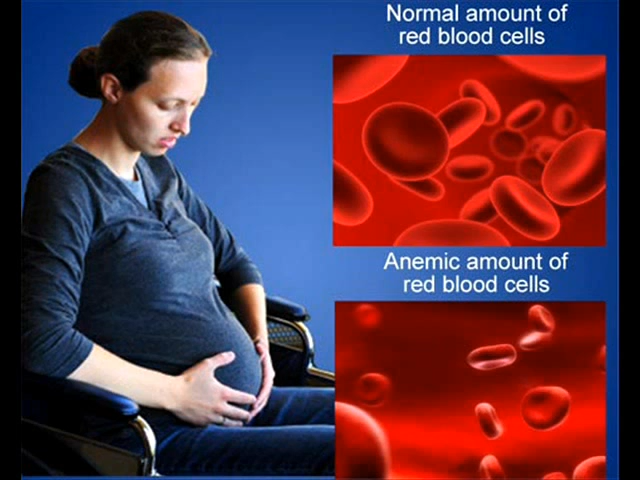 Normal amount of
red blood cells
Anemic amount of
red blood cells